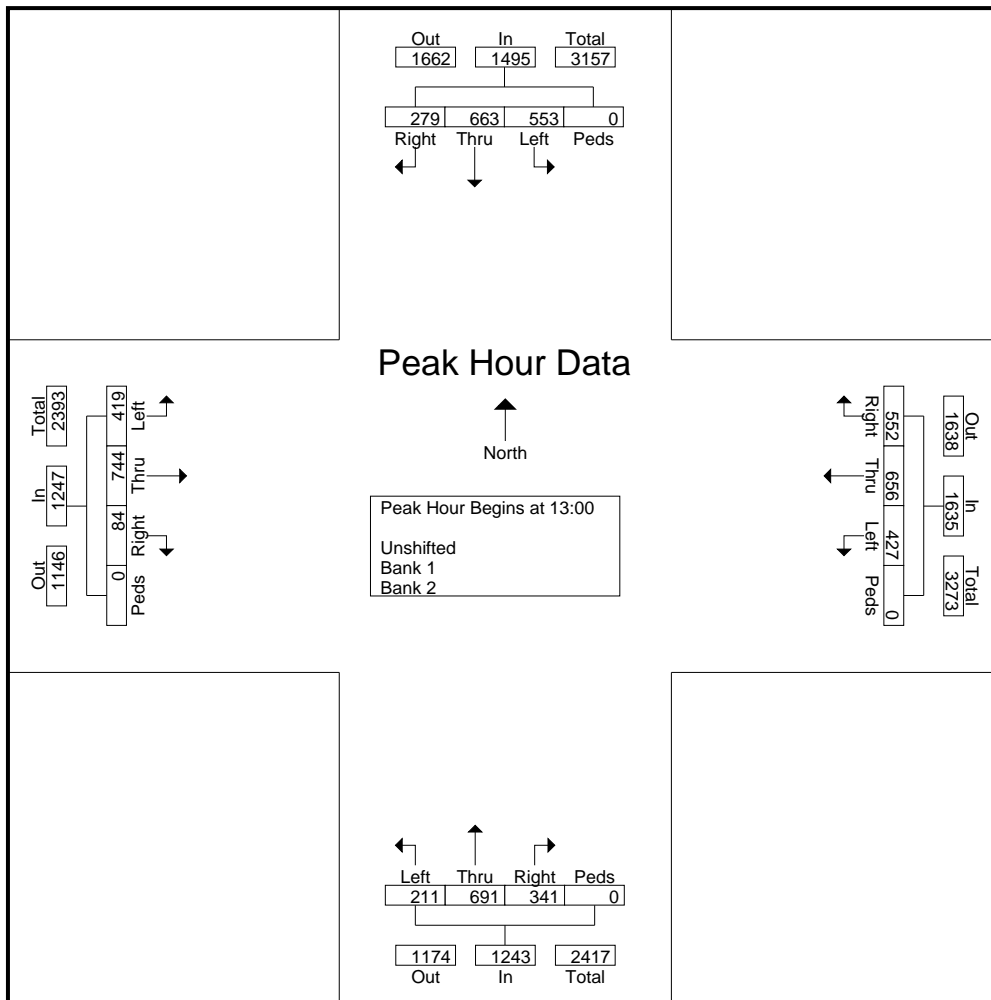 Out In Total
1662 1495 3157
279 663 553 0
Right Thru Left Peds
Peak Hour Data
North
Peak Hour Begins at 13:00
Unshifted
Bank 1
Bank 2
Total In Out
2393 1247 1146
419 744 84 0
Left Thru Right Peds
Out In Total
1638 1635 3273
552 656 427 0
Right Thru Left Peds
Left Thru Right Peds
211 691 341 0
1174 1243 2417
Out In Total